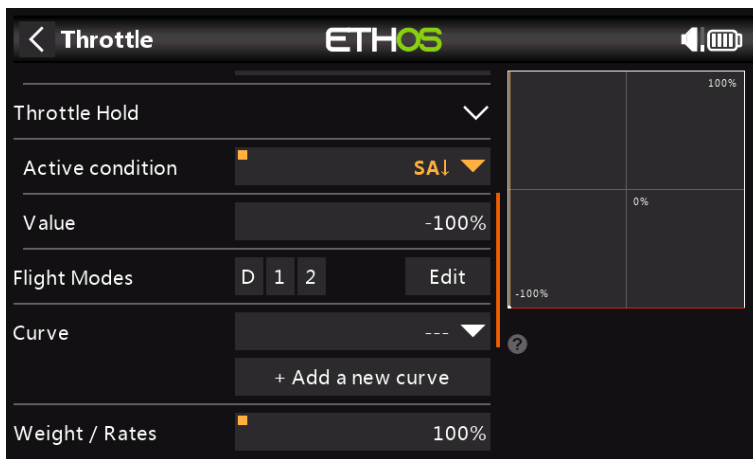 Throttle
ETHOS
100%
Throttle Hold
Active condition SA↓
0%
Value -100%
Flight Modes D 1 2 Edit
-100%
Curve ---
?
+ Add a new curve
Weight / Rates 100%